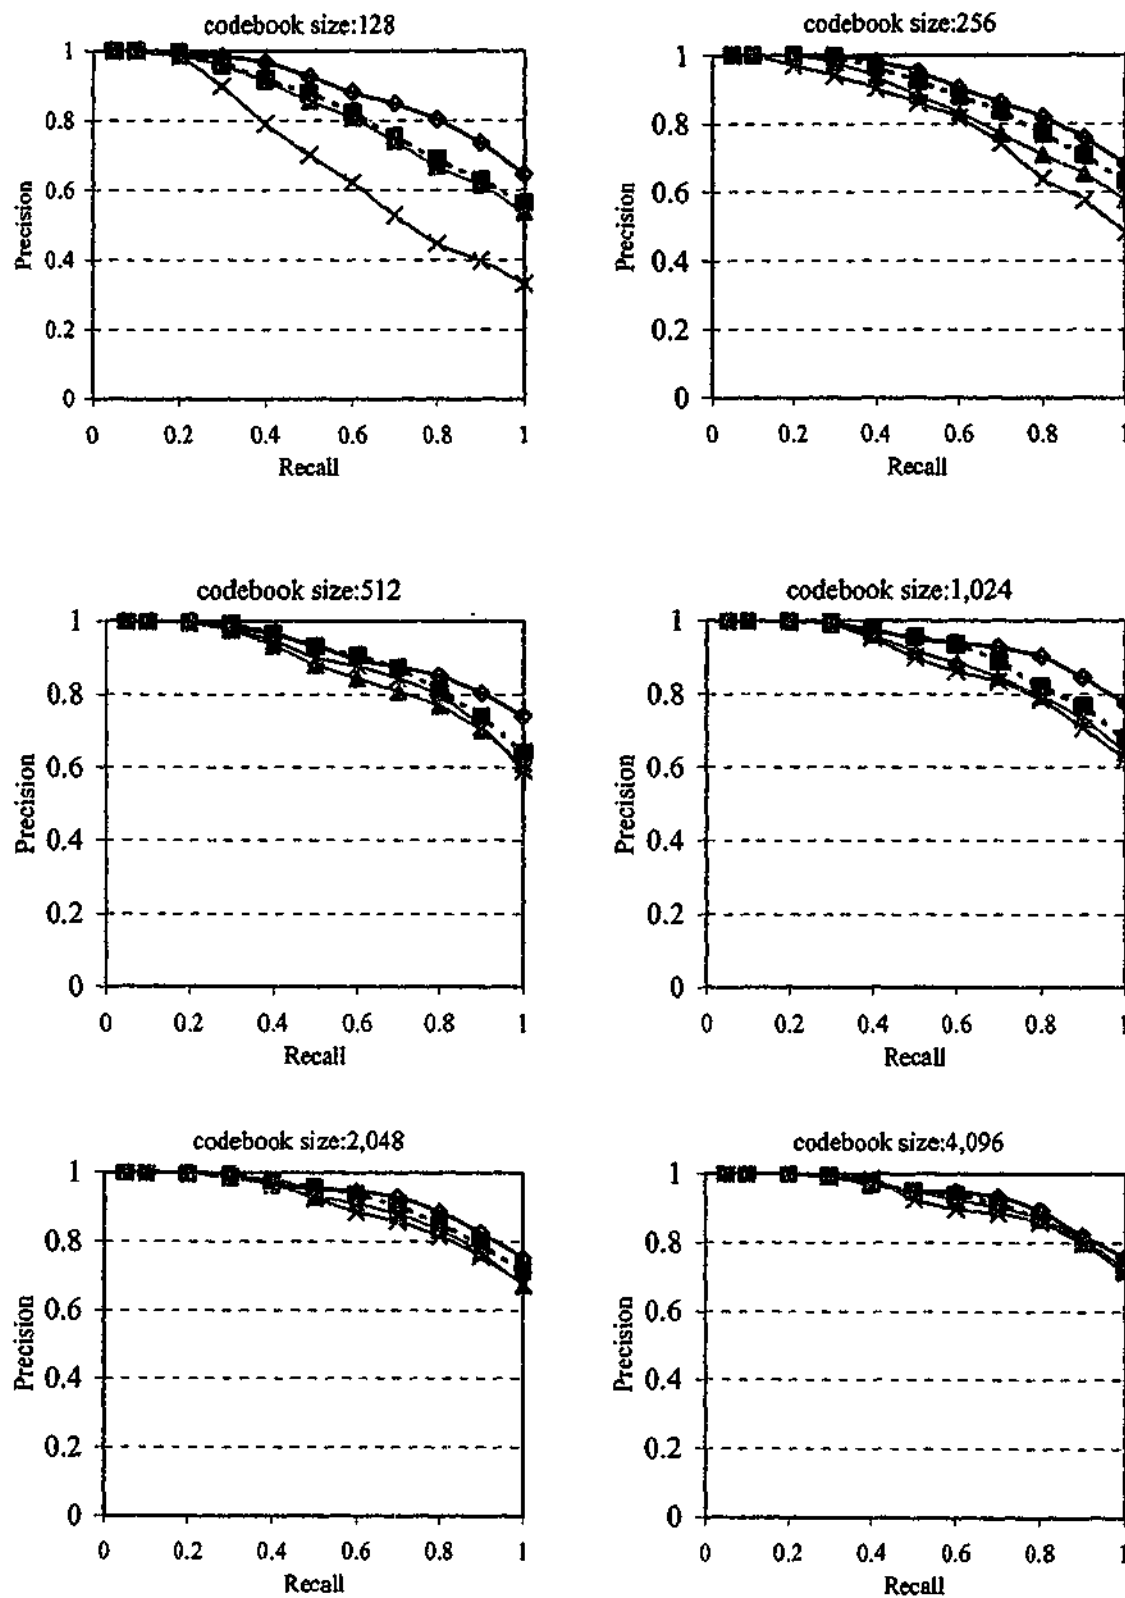 codebook size:128
1
0.8
0.6
0.4
0.2
0
Precision
0 0.2 0.4 0.6 0.8 1
Recall
codebook size:256
1
0.8
0.6
0.4
0.2
0
Precision
0 0.2 0.4 0.6 0.8 1
Recall
codebook size:512
1
0.8
0.6
0.4
0.2
0
Precision
0 0.2 0.4 0.6 0.8 1
Recall
codebook size:1,024
1
0.8
0.6
0.4
0.2
0
Precision
0 0.2 0.4 0.6 0.8 1
Recall
codebook size:2,048
1
0.8
0.6
0.4
0.2
0
Precision
0 0.2 0.4 0.6 0.8 1
Recall
codebook size:4,096
1
0.8
0.6
0.4
0.2
0
Precision
0 0.2 0.4 0.6 0.8 1
Recall